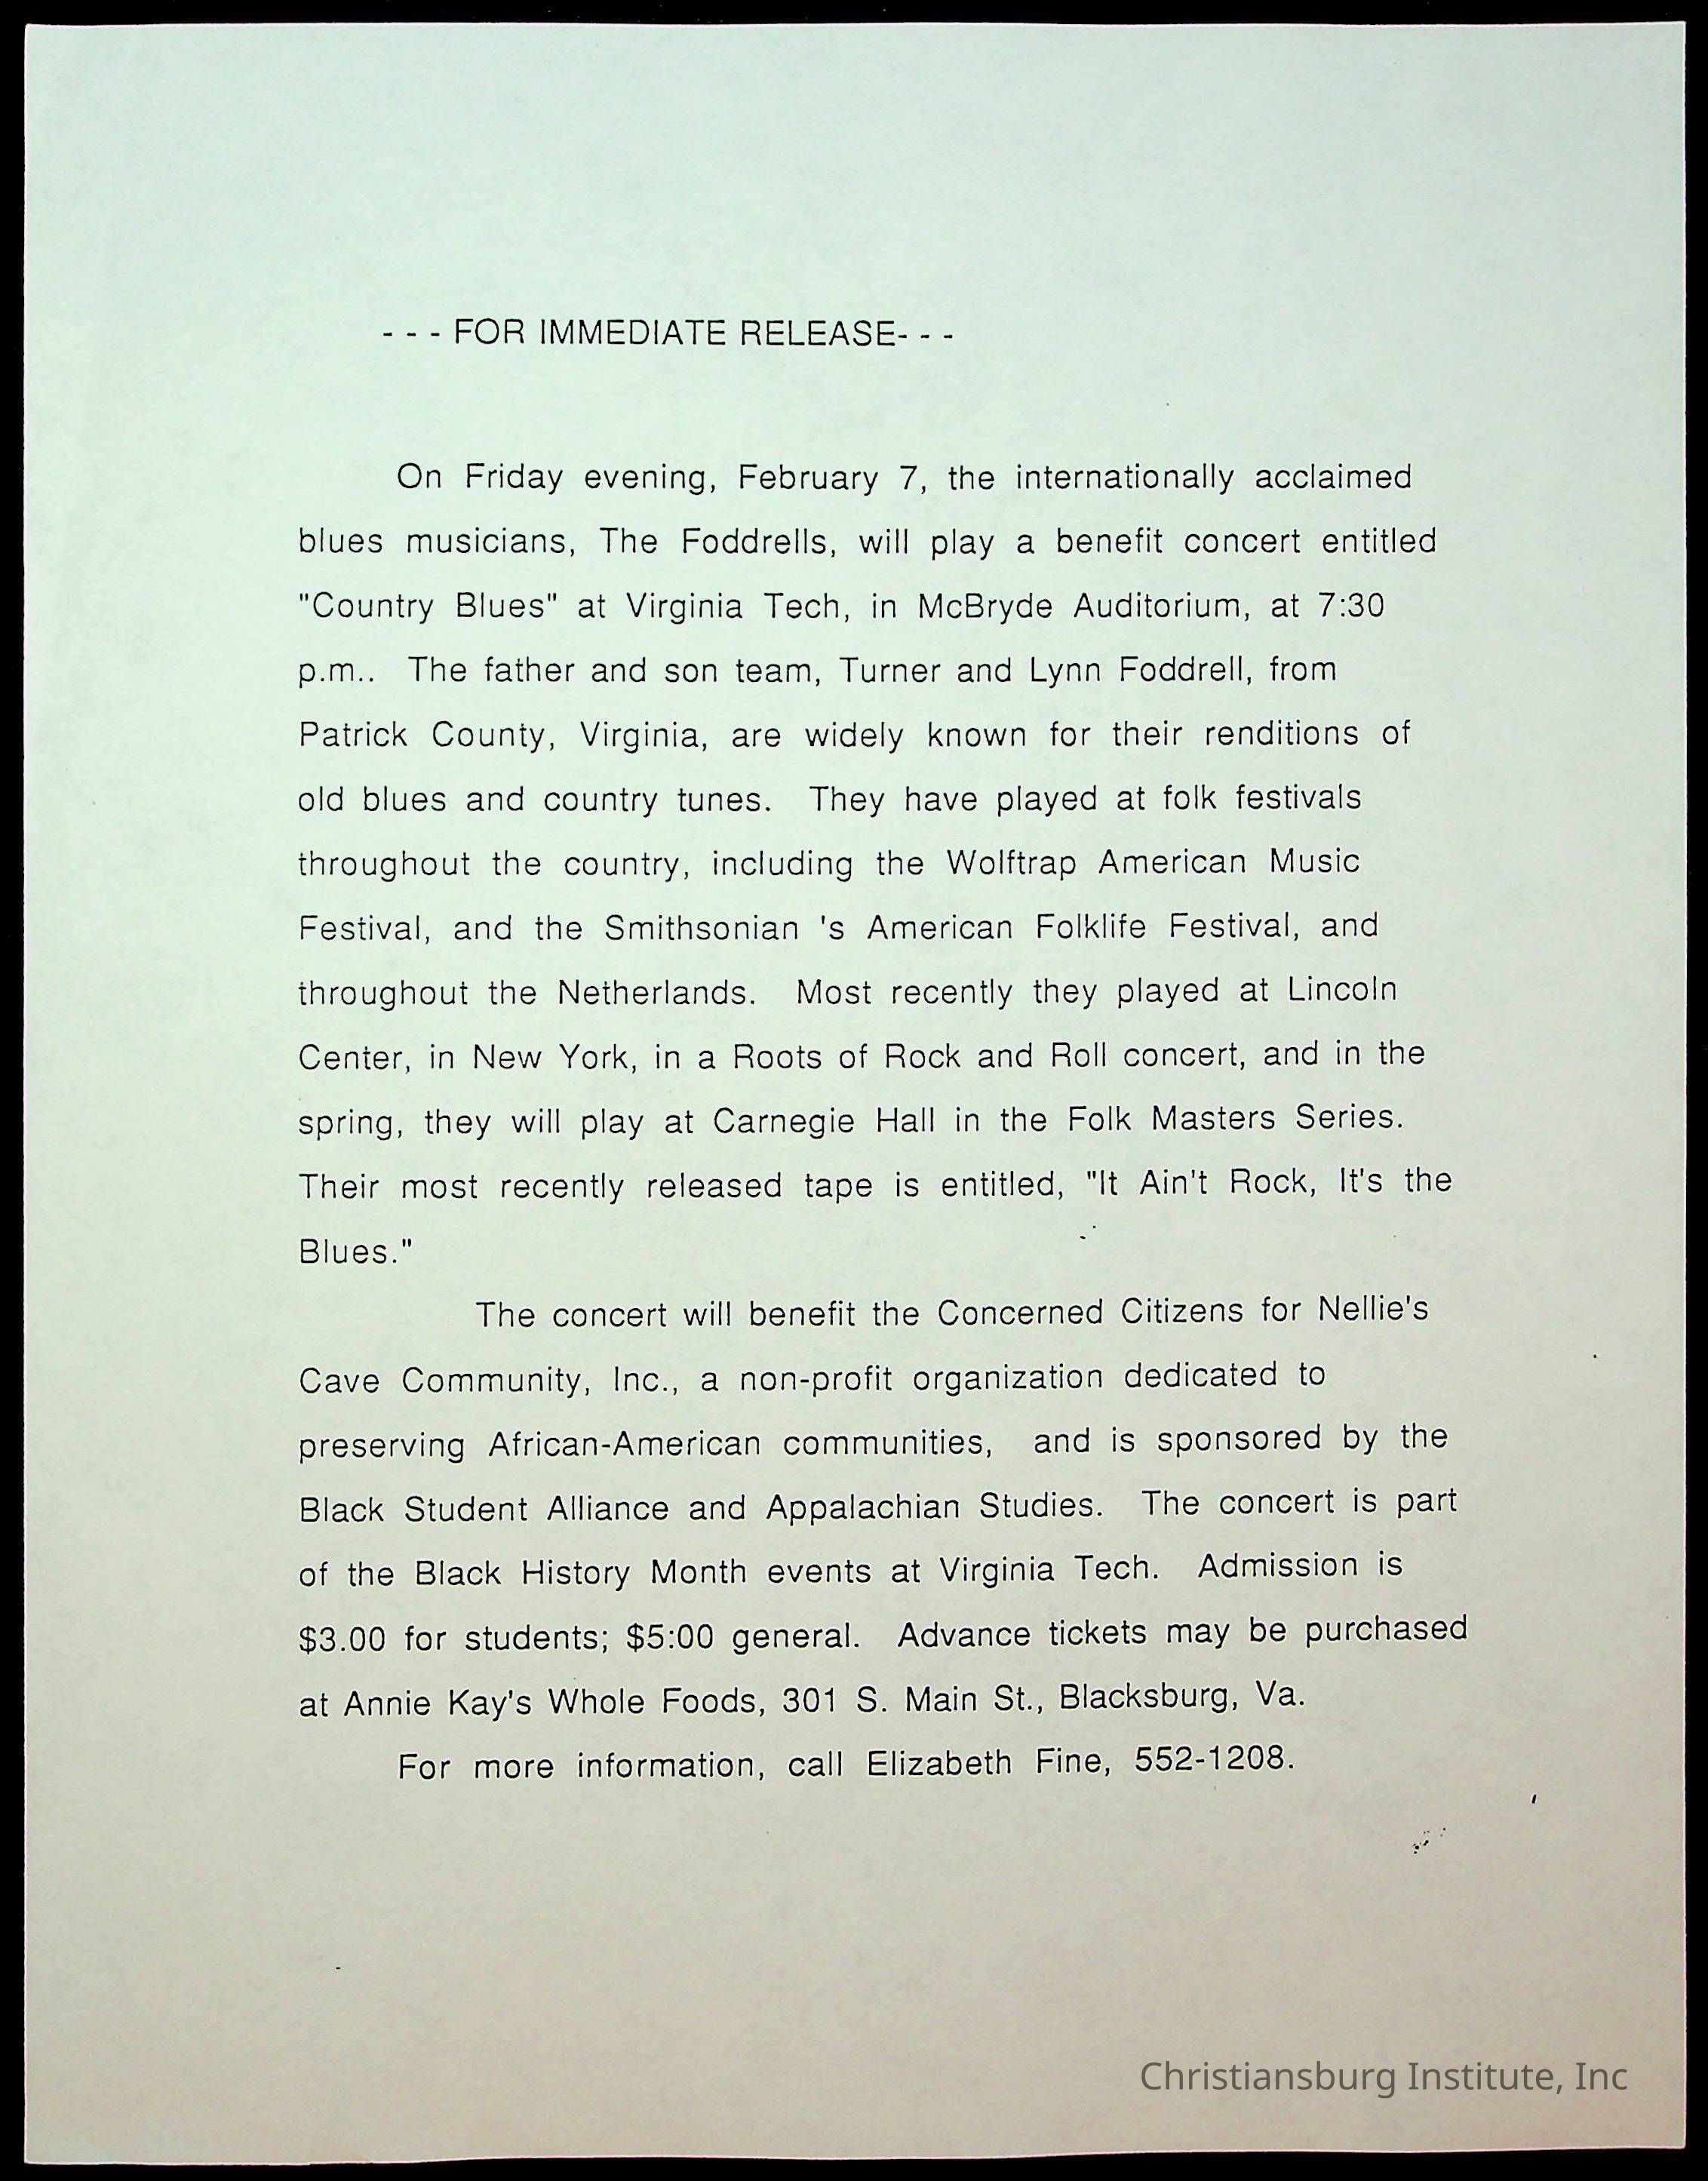 - - - FOR IMMEDIATE RELEASE- - -
On Friday evening, February 7, the internationally acclaimed
blues musicians, The Foddrells, will play a benefit concert entitled
"Country Blues" at Virginia Tech, in McBryde Auditorium, at 7:30
p.m.. The father and son team, Turner and Lynn Foddrell, from
Patrick County, Virginia, are widely known for their renditions of
old blues and country tunes. They have played at folk festivals
throughout the country, including the Wolftrap American Music
Festival, and the Smithsonian 's American Folklife Festival, and
throughout the Netherlands. Most recently they played at Lincoln
Center, in New York, in a Roots of Rock and Roll concert, and in the
spring, they will play at Carnegie Hall in the Folk Masters Series.
Their most recently released tape is entitled, "It Ain't Rock, It's the
Blues."
The concert will benefit the Concerned Citizens for Nellie's
Cave Community, Inc., a non-profit organization dedicated to
preserving African-American communities, and is sponsored by the
Black Student Alliance and Appalachian Studies. The concert is part
of the Black History Month events at Virginia Tech. Admission is
$3.00 for students; $5:00 general. Advance tickets may be purchased
at Annie Kay's Whole Foods, 301 S. Main St., Blacksburg, Va.
For more information, call Elizabeth Fine, 552-1208.
Christiansburg Institute, Inc